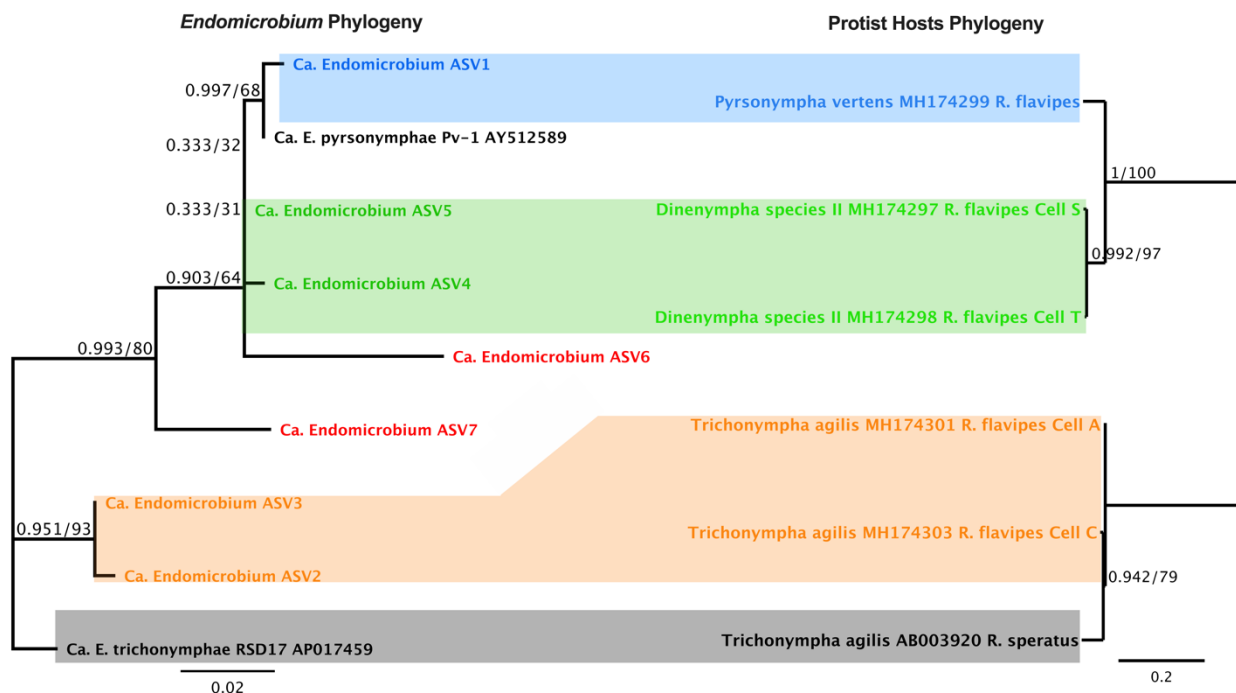 Endomicrobium Phylogeny
Protist Hosts Phylogeny
Ca. Endomicrobium ASV1
0.997/68
Pyrsonympha vertens MH174299 R. flavipes
Ca. E. pyrsonymphae Pv-1 AY512589
0.333/32
1/100
0.333/31
Ca. Endomicrobium ASV5
Dinenympha species II MH174297 R. flavipes Cell S
0.992/97
0.903/64
Ca. Endomicrobium ASV4
Dinenympha species II MH174298 R. flavipes Cell T
0.993/80
Ca. Endomicrobium ASV6
Ca. Endomicrobium ASV7
Trichonympha agilis MH174301 R. flavipes Cell A
Ca. Endomicrobium ASV3
0.951/93
Trichonympha agilis MH174303 R. flavipes Cell C
Ca. Endomicrobium ASV2
0.942/79
Ca. E. trichonymphae RSD17 AP017459
Trichonympha agilis AB003920 R. speratus
0.02
0.2